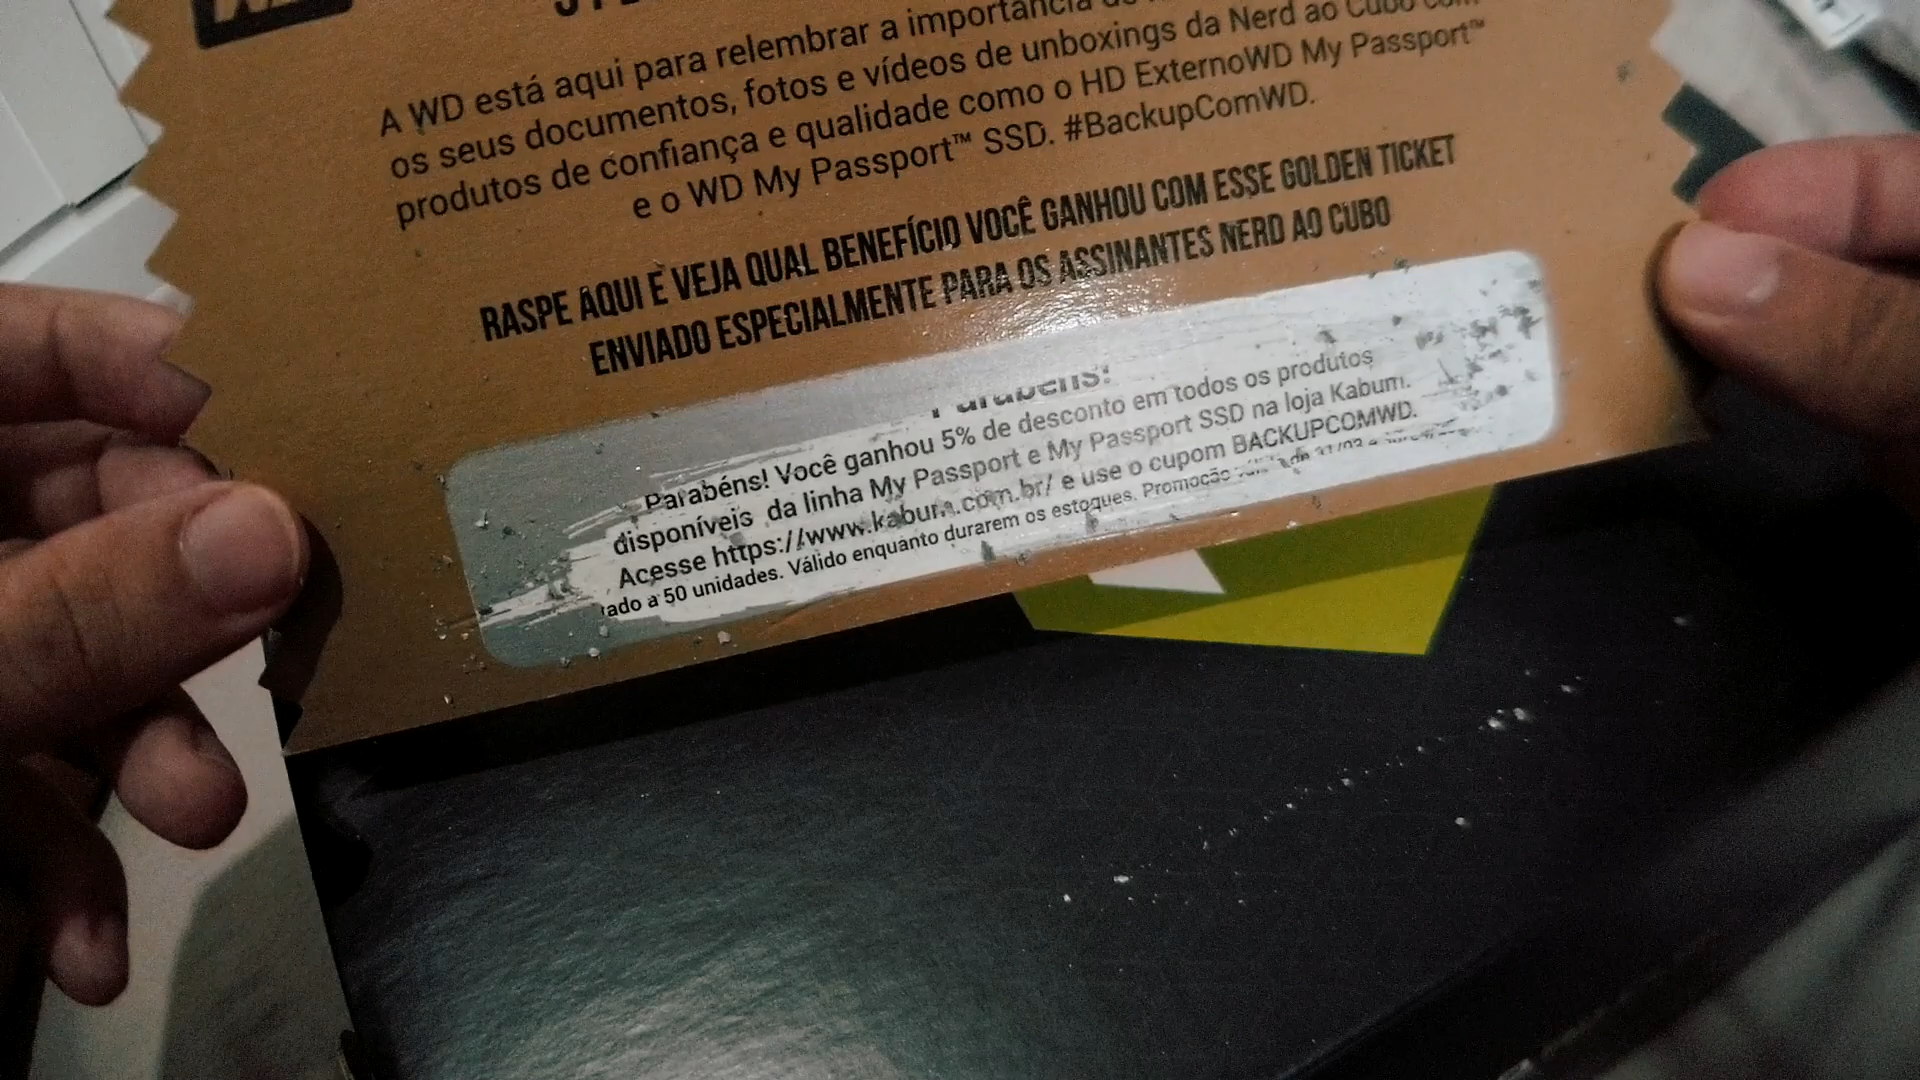 A WD está aqui para relembrar a importância
os seus documentos, fotos e vídeos de unboxings da Nerd ao Cubo com
produtos de confiança e qualidade como o HD ExternoWD My Passport™
e o WD My Passport™ SSD. #BackupComWD.
RASPE AQUI E VEJA QUAL BENEFÍCIO VOCÊ GANHOU COM ESSE GOLDEN TICKET
ENVIADO ESPECIALMENTE PARA OS ASSINANTES NERD AO CUBO
Parabéns!
Parabéns! Você ganhou 5% de desconto em todos os produtos
disponíveis da linha My Passport e My Passport SSD na loja Kabum.
Acesse https://www.kabum.com.br/ e use o cupom BACKUPCOMWD.
a 50 unidades. Válido enquanto durarem os estoques. Promoção de 31/03